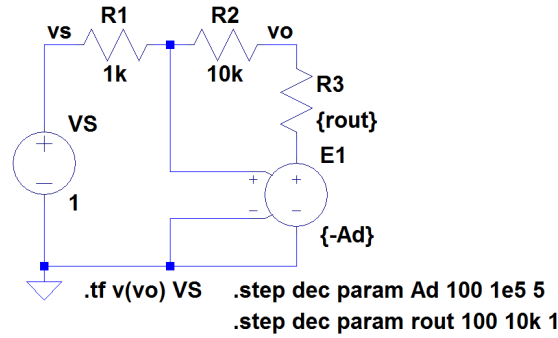 vs
R1
1k
R2
10k
vo
R3
{rout}
VS
1
E1
{-Ad}
.tf v(vo) VS
.step dec param Ad 100 1e5 5
.step dec param rout 100 10k 1